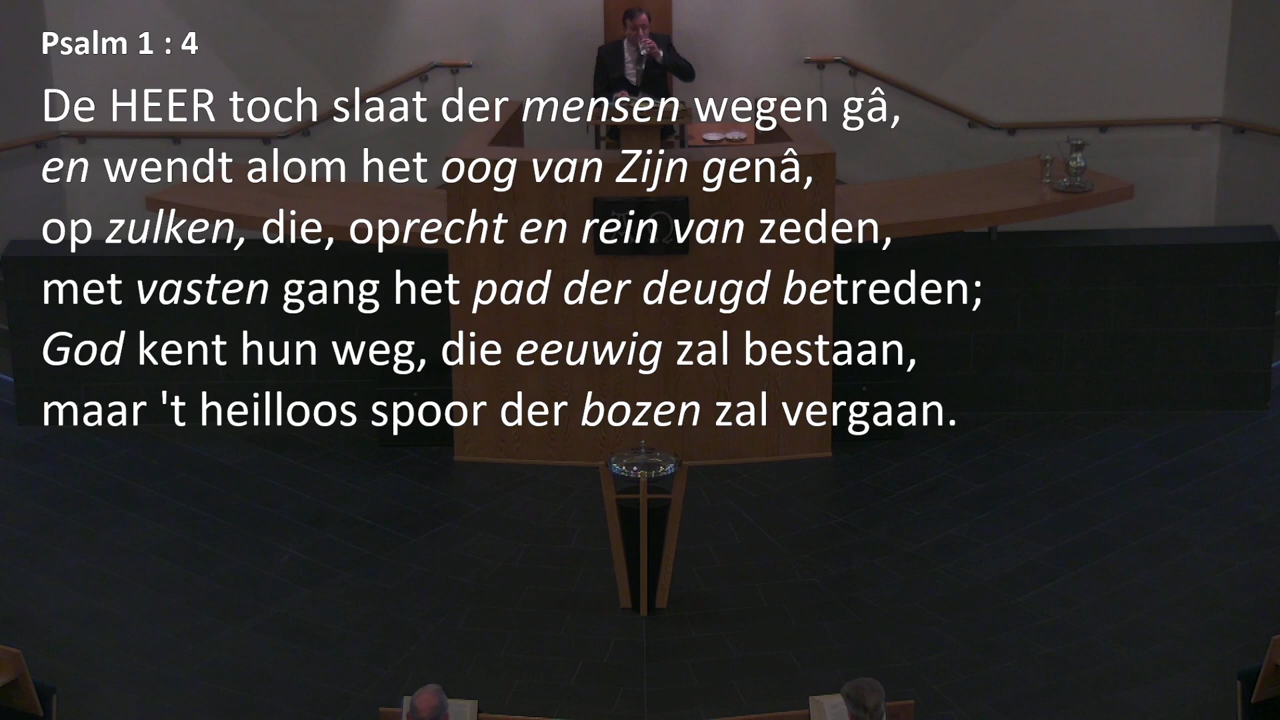 Psalm 1 : 4
De HEER toch slaat der mensen wegen gâ,
en wendt alom het oog van Zijn genâ,
op zulken, die, oprecht en rein van zeden,
met vasten gang het pad der deugd betreden;
God kent hun weg, die eeuwig zal bestaan,
maar 't heilloos spoor der bozen zal vergaan.